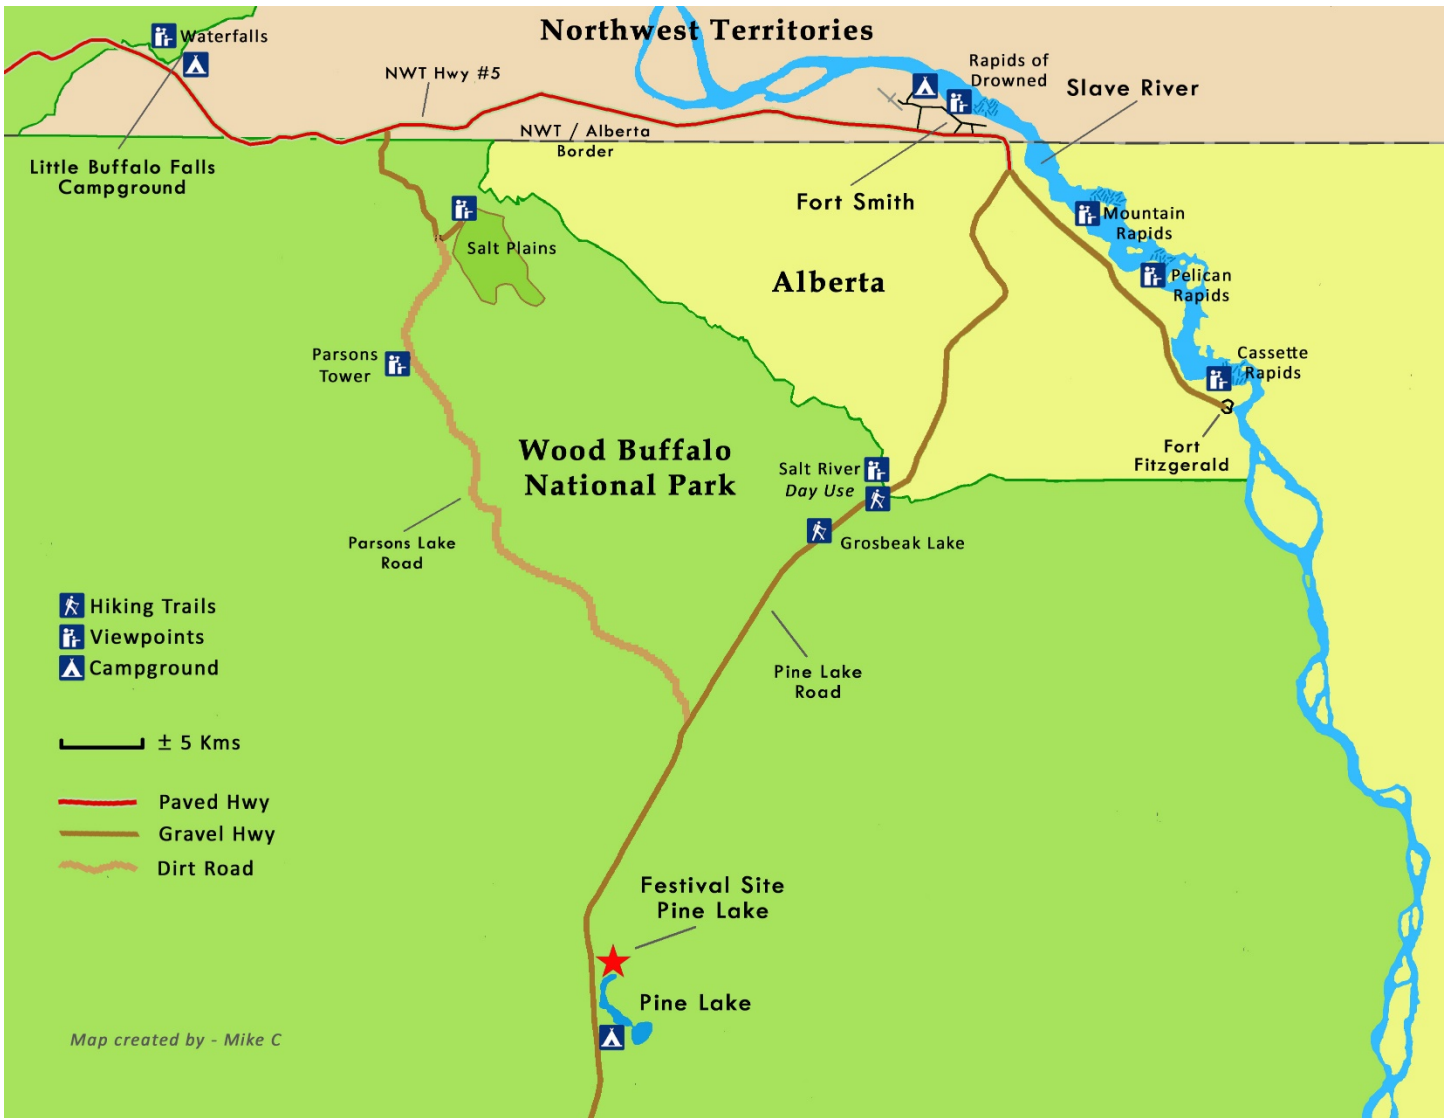 Northwest Territories
Waterfalls
NWT Hwy #5
Rapids of
Drowned
Slave River
NWT / Alberta
Border
Little Buffalo Falls
Campground
Fort Smith
Mountain
Rapids
Salt Plains
Alberta
Pelican
Rapids
Parsons
Tower
Cassette
Rapids
Wood Buffalo
National Park
Fort
Fitzgerald
Salt River
Day Use
Parsons Lake
Road
Grosbeak Lake
Hiking Trails
Viewpoints
Campground
Pine Lake
Road
± 5 Kms
Paved Hwy
Gravel Hwy
Dirt Road
Festival Site
Pine Lake
Pine Lake
Map created by - Mike C